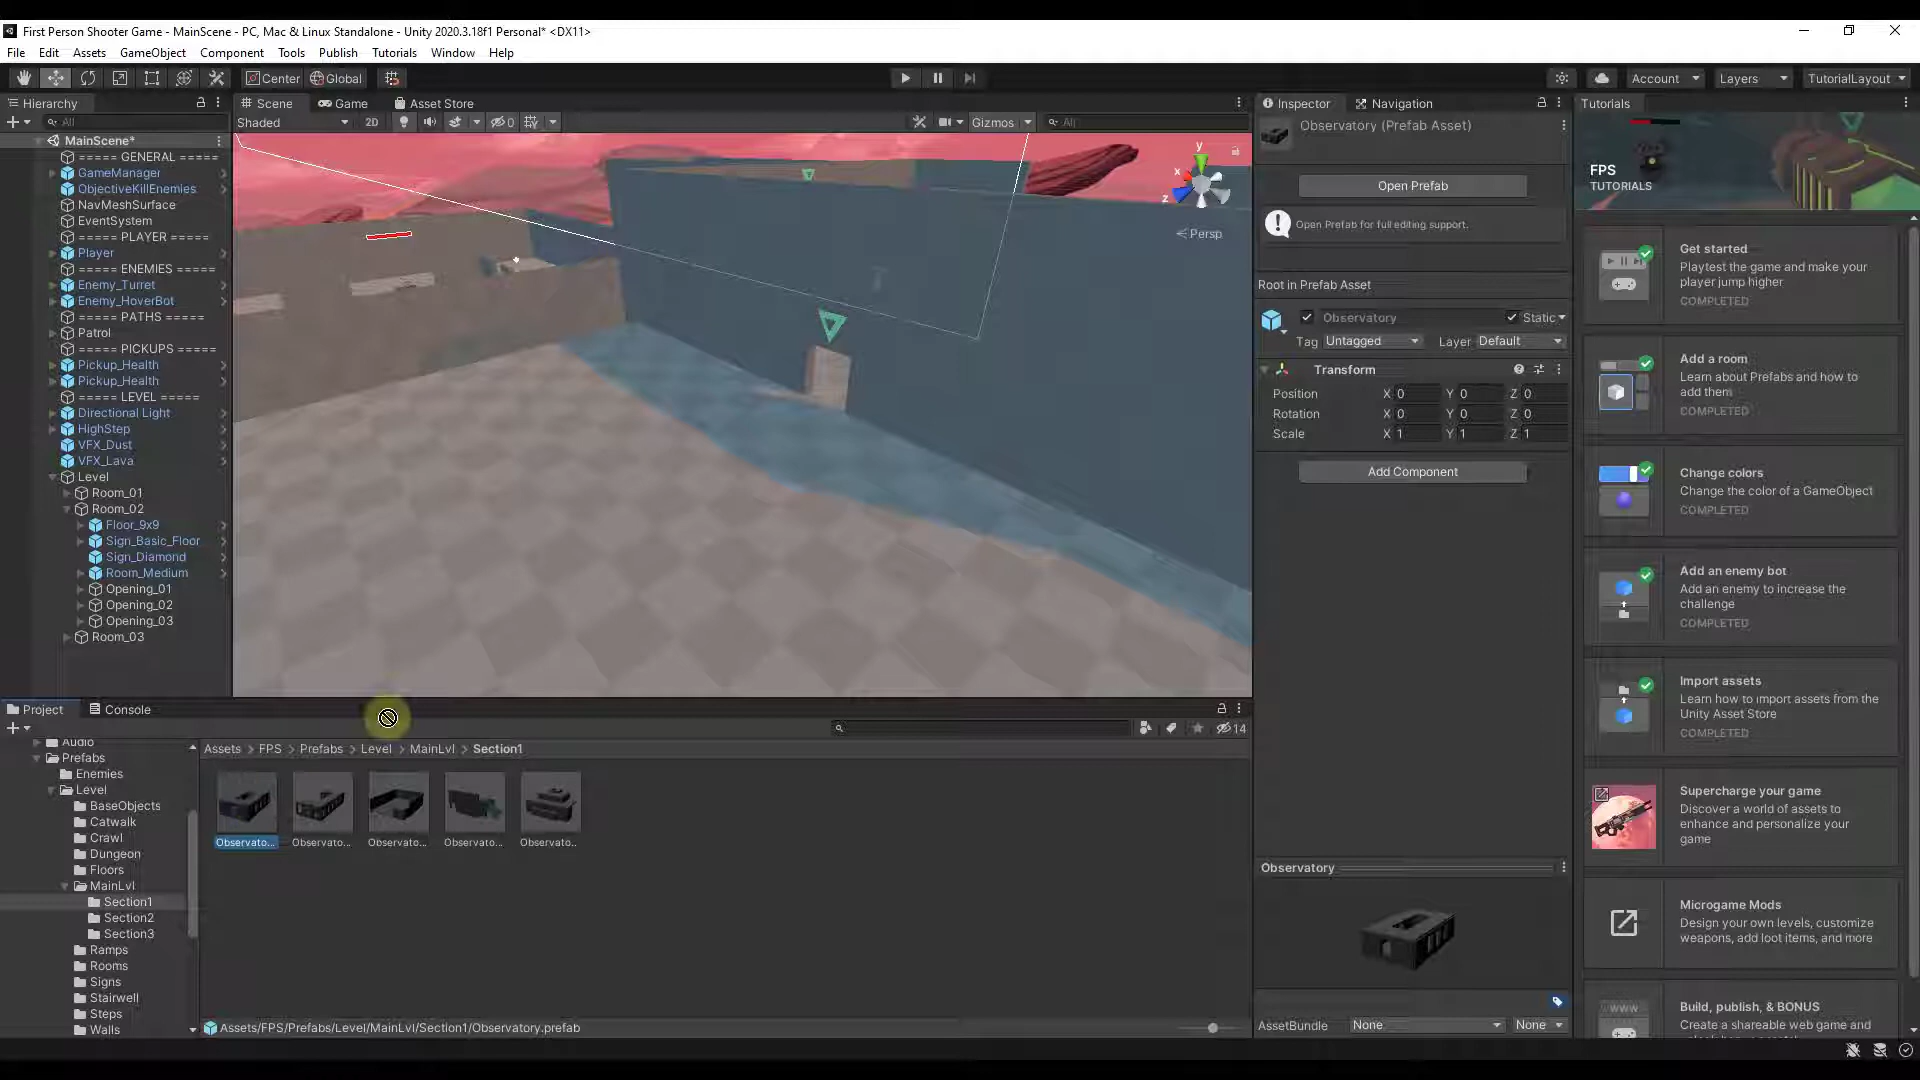 First Person Shooter Game - MainScene - PC, Mac & Linux Standalone - Unity 2020.3.18f1 Personal* <DX11>
File Edit Assets GameObject Component Tools Publish Tutorials Window Help
Center Global Account Layers TutorialLayout
Hierarchy
All
MainScene*
===== GENERAL =====
GameManager
ObjectiveKillEnemies
NavMeshSurface
EventSystem
===== PLAYER =====
Player
===== ENEMIES =====
Enemy_Turret
Enemy_HoverBot
===== PATHS =====
Patrol
===== PICKUPS =====
Pickup_Health
Pickup_Health
===== LEVEL =====
Directional Light
HighStep
VFX_Dust
VFX_Lava
Level
Room_01
Room_02
Floor_9x9
Sign_Basic_Floor
Sign_Diamond
Room_Medium
Opening_01
Opening_02
Opening_03
Room_03
Scene Game Asset Store
Shaded 2D 0 Gizmos All
y
x
z
Persp
Inspector Navigation
Observatory (Prefab Asset)
Open Prefab
Open Prefab for full editing support.
Root in Prefab Asset
Observatory Static
Tag Untagged Layer Default
Transform
Position X 0 Y 0 Z 0
Rotation X 0 Y 0 Z 0
Scale X 1 Y 1 Z 1
Add Component
Observatory
AssetBundle None None
Tutorials
FPS
TUTORIALS
Get started
Playtest the game and make your
player jump higher
COMPLETED
Add a room
Learn about Prefabs and how to
add them
COMPLETED
Change colors
Change the color of a GameObject
COMPLETED
Add an enemy bot
Add an enemy to increase the
challenge
COMPLETED
Import assets
Learn how to import assets from the
Unity Asset Store
COMPLETED
Supercharge your game
Discover a world of assets to
enhance and personalize your
game
Microgame Mods
Design your own levels, customize
weapons, add loot items, and more
WWW
Build, publish, & BONUS
Create a shareable web game and
Project Console
14
Audio
Prefabs
Enemies
Level
BaseObjects
Catwalk
Crawl
Dungeon
Floors
MainLvl
Section1
Section2
Section3
Ramps
Rooms
Signs
Stairwell
Steps
Walls
Assets > FPS > Prefabs > Level > MainLvl > Section1
Observato... Observato... Observato... Observato... Observato..
Assets/FPS/Prefabs/Level/MainLvl/Section1/Observatory.prefab